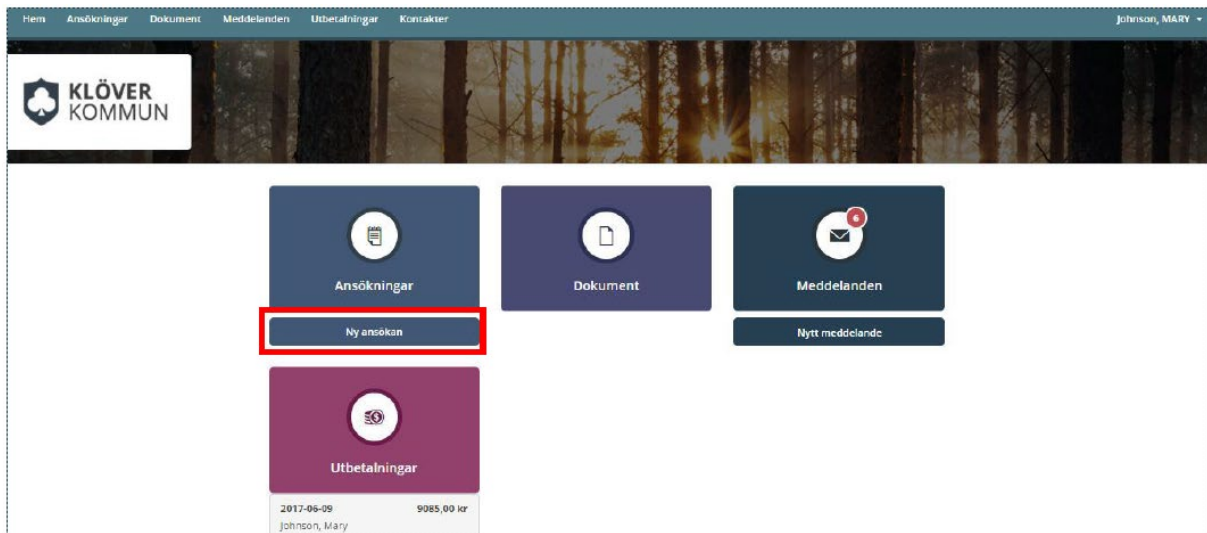 Hem Ansökningar Dokument Meddelanden Utbetalningar Kontakter Johnson, MARY
KLÖVER
KOMMUN
6
Ansökningar Dokument Meddelanden
Ny ansökan Nytt meddelande
Utbetalningar
2017-06-09 9085,00 kr
Johnson, Mary